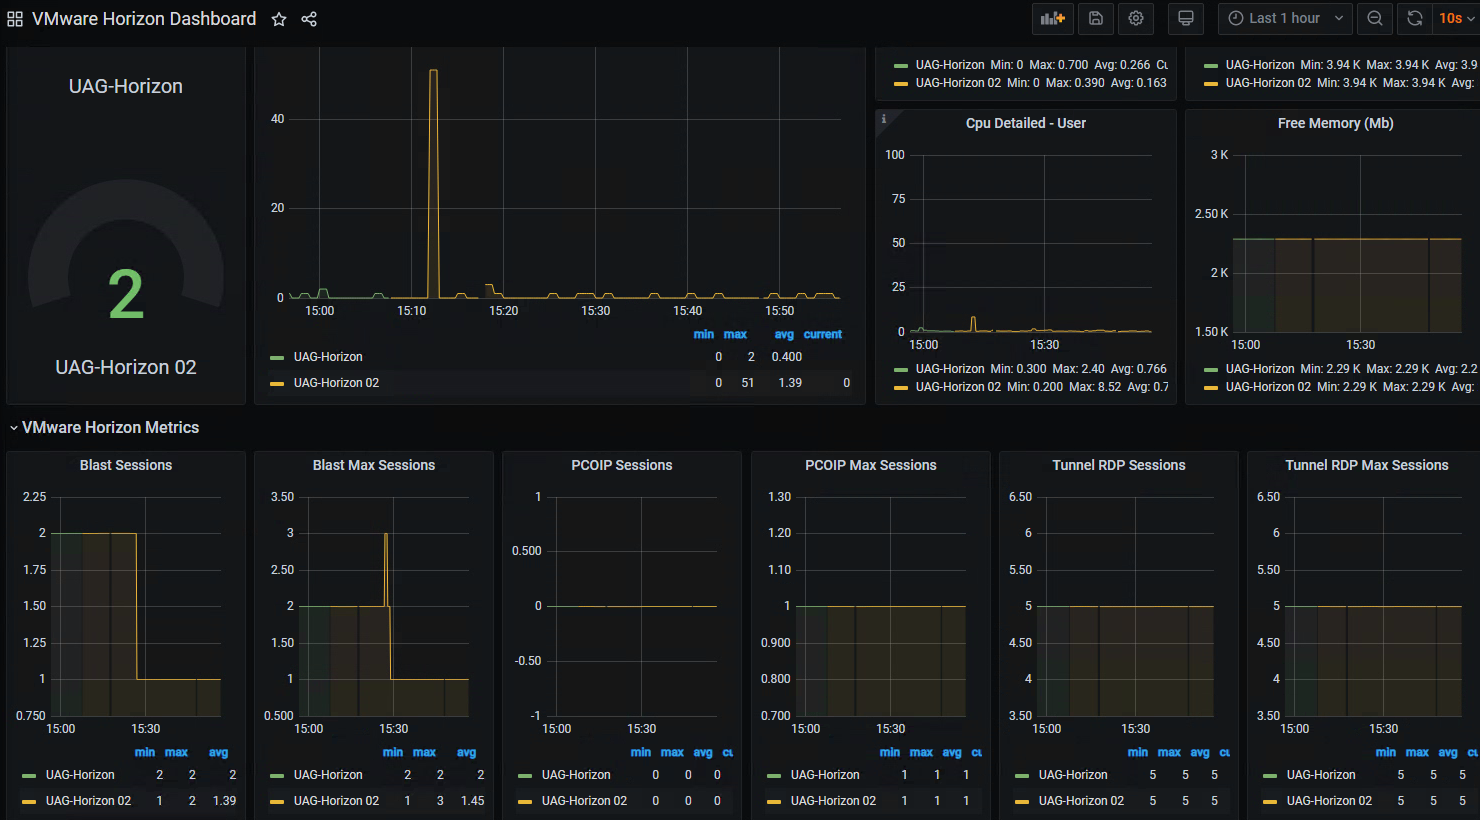 VMware Horizon Dashboard
Last 1 hour
10s
UAG-Horizon
2
UAG-Horizon 02
40
20
0
15:00 15:10 15:20 15:30 15:40 15:50
min max avg current
UAG-Horizon 0 2 0.400
UAG-Horizon 02 0 51 1.39 0
UAG-Horizon Min: 0 Max: 0.700 Avg: 0.266 Cu
UAG-Horizon 02 Min: 0 Max: 0.390 Avg: 0.163
UAG-Horizon Min: 3.94 K Max: 3.94 K Avg: 3.9
UAG-Horizon 02 Min: 3.94 K Max: 3.94 K Avg:
i
Cpu Detailed - User
100
75
50
25
0
15:00 15:30
UAG-Horizon Min: 0.300 Max: 2.40 Avg: 0.766
UAG-Horizon 02 Min: 0.200 Max: 8.52 Avg: 0.7
Free Memory (Mb)
3 K
2.50 K
2 K
1.50 K
15:00 15:30
UAG-Horizon Min: 2.29 K Max: 2.29 K Avg: 2.2
UAG-Horizon 02 Min: 2.29 K Max: 2.29 K Avg:
VMware Horizon Metrics
Blast Sessions
2.25
2
1.75
1.50
1.25
1
0.750
15:00 15:30
min max avg
UAG-Horizon 2 2 2
UAG-Horizon 02 1 2 1.39
Blast Max Sessions
3.50
3
2.50
2
1.50
1
0.500
15:00 15:30
min max avg
UAG-Horizon 2 2 2
UAG-Horizon 02 1 3 1.45
PCOIP Sessions
1
0.500
0
-0.50
-1
15:00 15:30
min max avg cu
UAG-Horizon 0 0 0
UAG-Horizon 02 0 0 0
PCOIP Max Sessions
1.30
1.20
1.10
1
0.900
0.800
0.700
15:00 15:30
min max avg cu
UAG-Horizon 1 1 1
UAG-Horizon 02 1 1 1
Tunnel RDP Sessions
6.50
6
5.50
5
4.50
4
3.50
15:00 15:30
min max avg cu
UAG-Horizon 5 5 5
UAG-Horizon 02 5 5 5
Tunnel RDP Max Sessions
6.50
6
5.50
5
4.50
4
3.50
15:00 15:30
min max avg cu
UAG-Horizon 5 5 5
UAG-Horizon 02 5 5 5